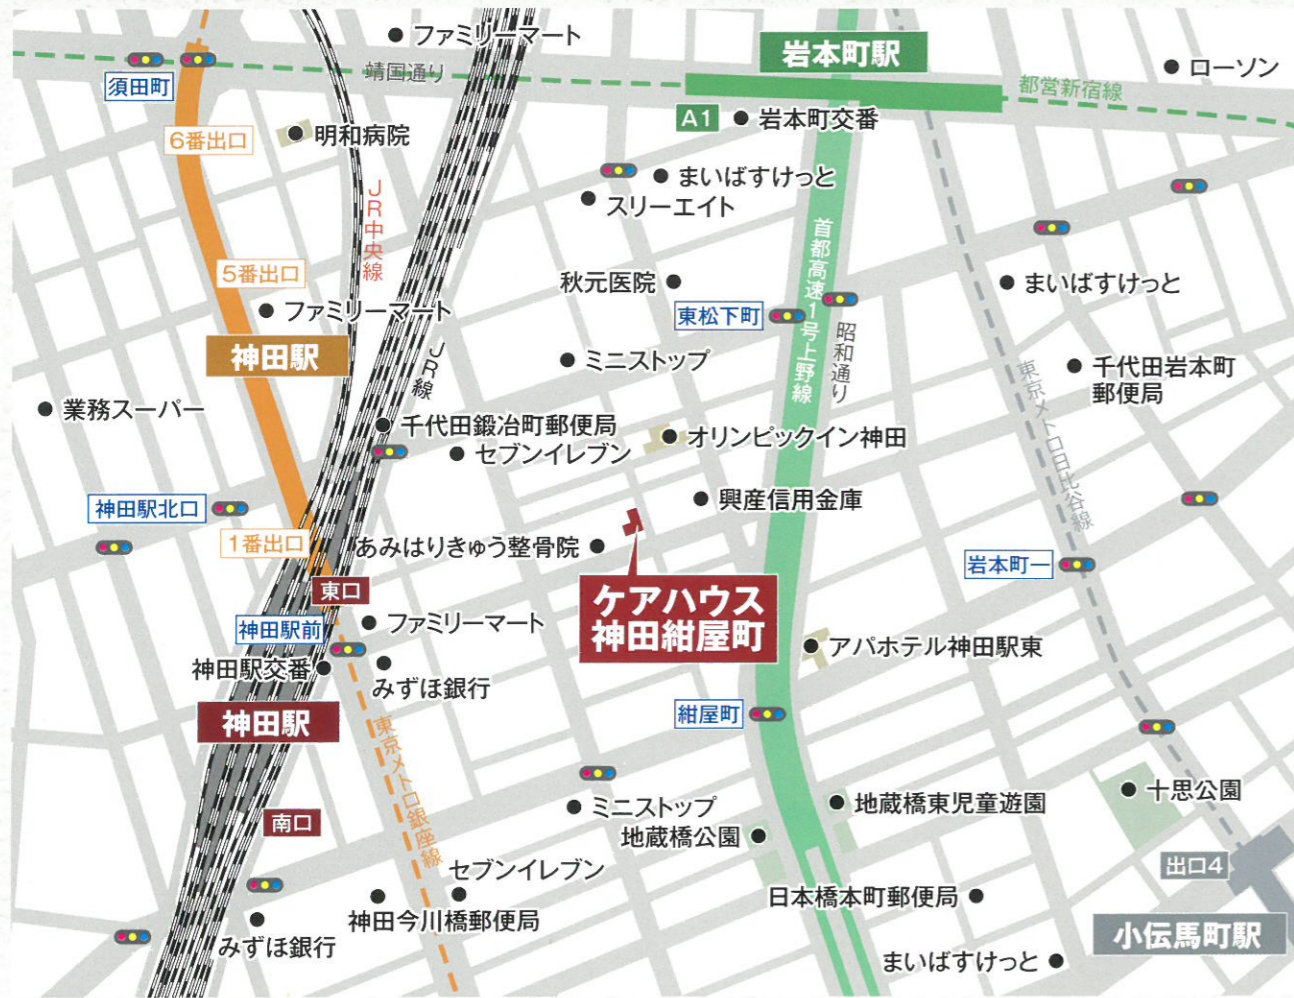 ファミリーマート
岩本町駅
靖国通り
須田町
ローソン
都営新宿線
A1
岩本町交番
6番出口
明和病院
まいばすけっと
スリーエイト
JR中央線
首都高速1号上野線
5番出口
ファミリーマート
秋元医院
まいばすけっと
東松下町
昭和通り
神田駅
JR線
ミニストップ
千代田岩本町
郵便局
東京メトロ日比谷線
業務スーパー
千代田鍛冶町郵便局
セブンイレブン
オリンピックイン神田
神田駅北口
興産信用金庫
1番出口
あみはりきゅう整骨院
岩本町一
東口
ケアハウス
神田紺屋町
神田駅前
ファミリーマート
アパホテル神田駅東
神田駅交番
みずほ銀行
神田駅
紺屋町
東京メトロ銀座線
南口
ミニストップ
地蔵橋東児童遊園
十思公園
地蔵橋公園
セブンイレブン
出口4
日本橋本町郵便局
神田今川橋郵便局
みずほ銀行
小伝馬町駅
まいばすけっと